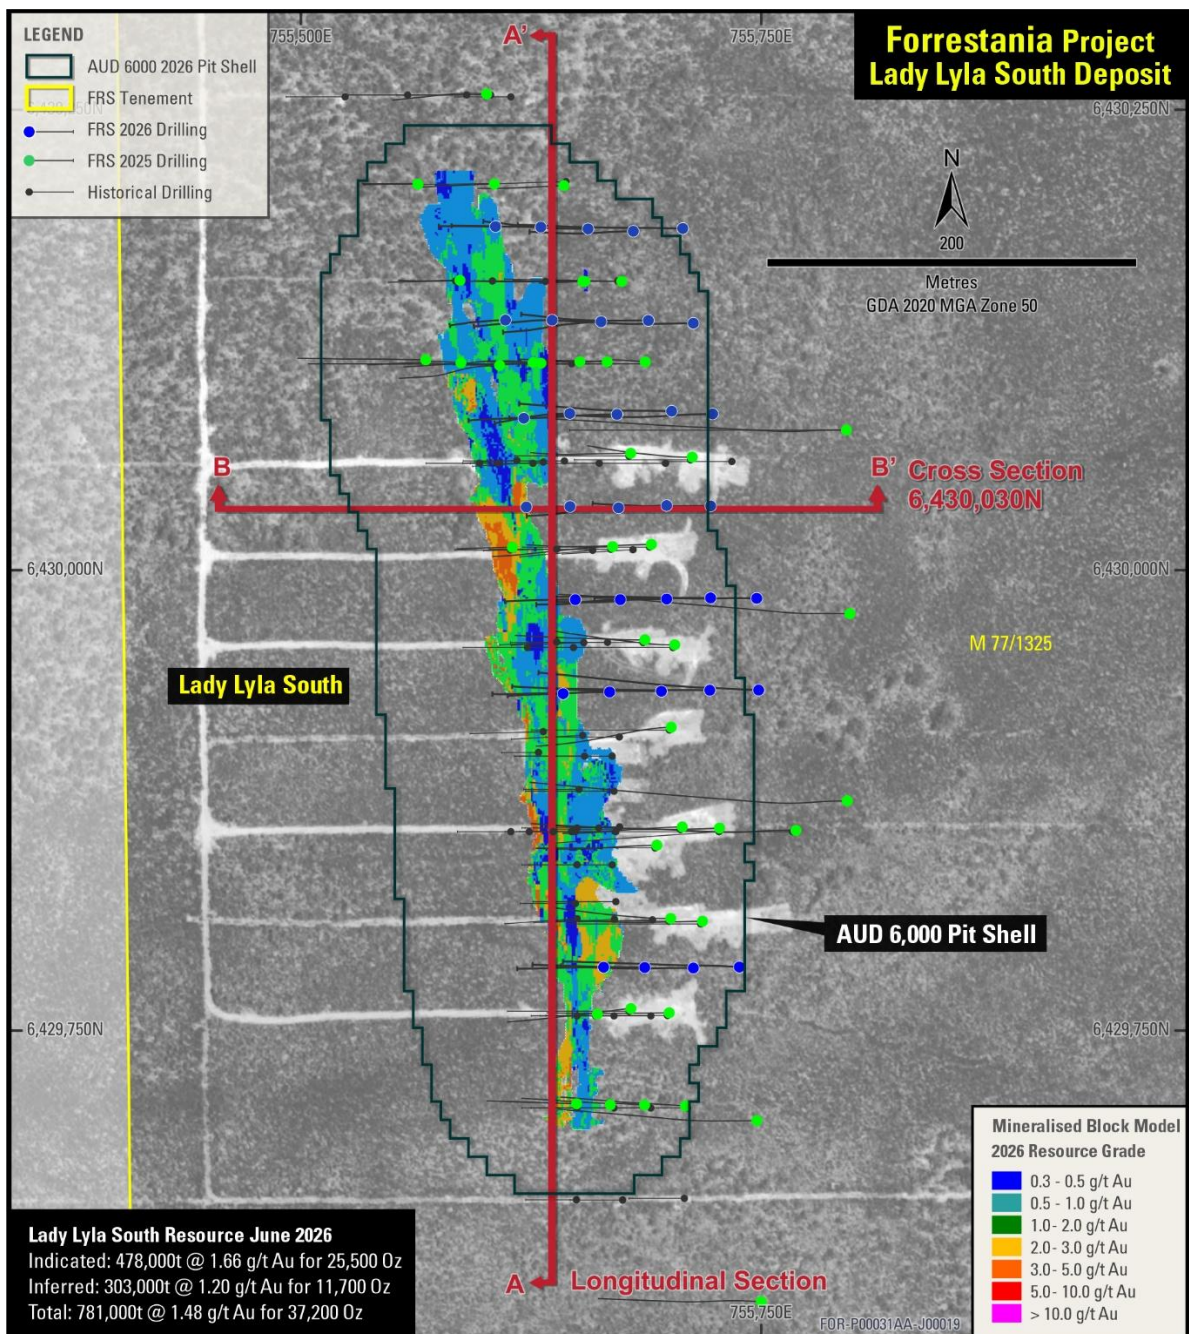 LEGEND
AUD 6000 2026 Pit Shell
FRS Tenement
FRS 2026 Drilling
FRS 2025 Drilling
Historical Drilling
755,500E
A'
755,750E
Forrestania Project
Lady Lyla South Deposit
6,430,250N
N
200
Metres
GDA 2020 MGA Zone 50
B
B' Cross Section
6,430,030N
6,430,000N
6,430,000N
M 77/1325
Lady Lyla South
AUD 6,000 Pit Shell
6,429,750N
6,429,750N
Mineralised Block Model
2026 Resource Grade
0.3 - 0.5 g/t Au
0.5 - 1.0 g/t Au
1.0- 2.0 g/t Au
2.0- 3.0 g/t Au
3.0- 5.0 g/t Au
5.0- 10.0 g/t Au
> 10.0 g/t Au
Lady Lyla South Resource June 2026
Indicated: 478,000t @ 1.66 g/t Au for 25,500 Oz
Inferred: 303,000t @ 1.20 g/t Au for 11,700 Oz
Total: 781,000t @ 1.48 g/t Au for 37,200 Oz
A Longitudinal Section
755,750E
FOR-P00031AA-J00019